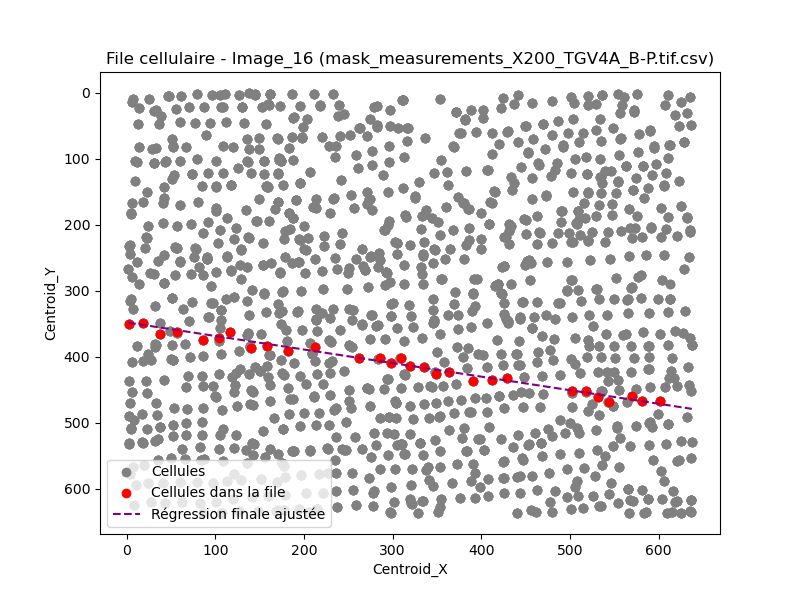 File cellulaire - Image_16 (mask_measurements_X200_TGV4A_B-P.tif.csv)
0
100
200
300
400
500
600
Centroid_Y
Cellules
Cellules dans la file
Régression finale ajustée
0 100 200 300 400 500 600
Centroid_X